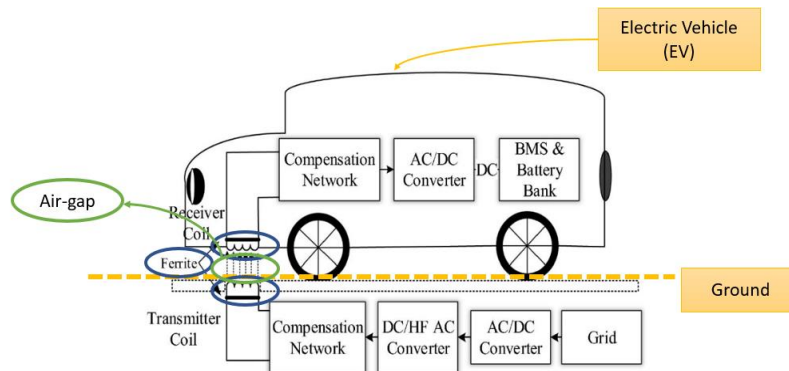 Electric Vehicle
(EV)
Compensation
Network
AC/DC
Converter
DC
BMS &
Battery
Bank
Air-gap
Receiver
Coil
Ferrite
Ground
Transmitter
Coil
Compensation
Network
DC/HF AC
Converter
AC/DC
Converter
Grid